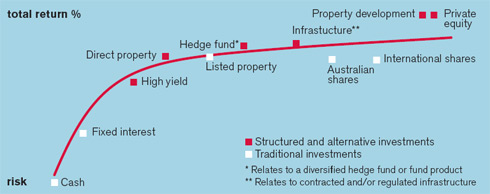 total return %
Property development
Private
equity
Hedge fund*
Infrastucture**
Direct property
Listed property
International shares
Australian
shares
High yield
Fixed interest
Structured and alternative investments
Traditional investments
* Relates to a diversified hedge fund or fund product
** Relates to contracted and/or regulated infrastructure
risk
Cash